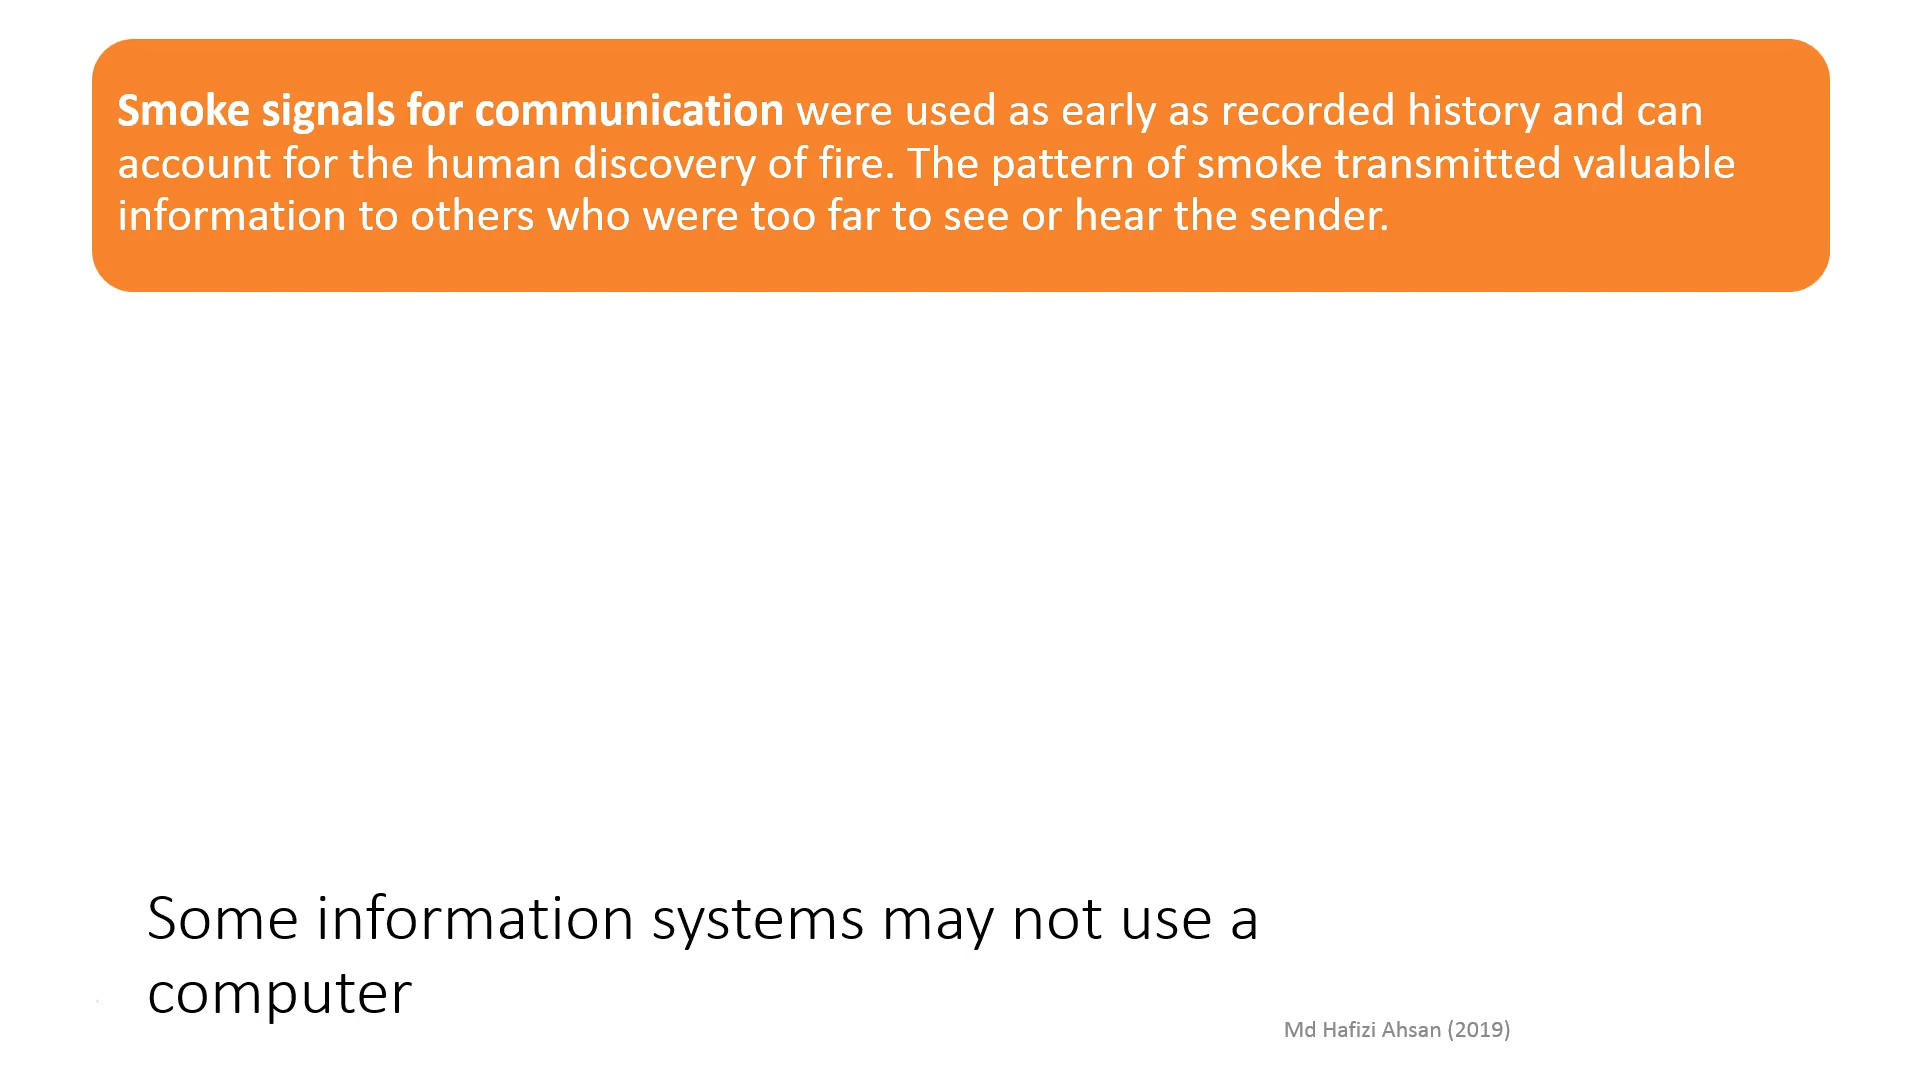 Smoke signals for communication were used as early as recorded history and can
account for the human discovery of fire. The pattern of smoke transmitted valuable
information to others who were too far to see or hear the sender.
Some information systems may not use a
computer
Md Hafizi Ahsan (2019)